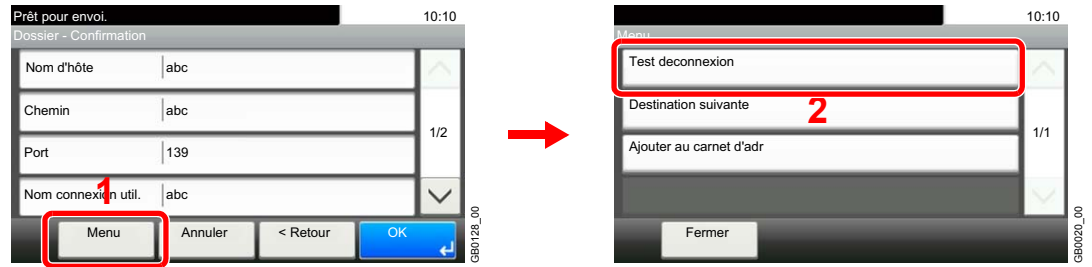 Prêt pour envoi.
10:10
Dossier - Confirmation
Nom d'hôte
abc
Chemin
abc
1/2
Port
139
Nom connexion util.
abc
1
Menu
Annuler
< Retour
OK
GB0128_00
10:10
Menu
Test deconnexion
Destination suivante
2
1/1
Ajouter au carnet d'adr
Fermer
GB0020_00